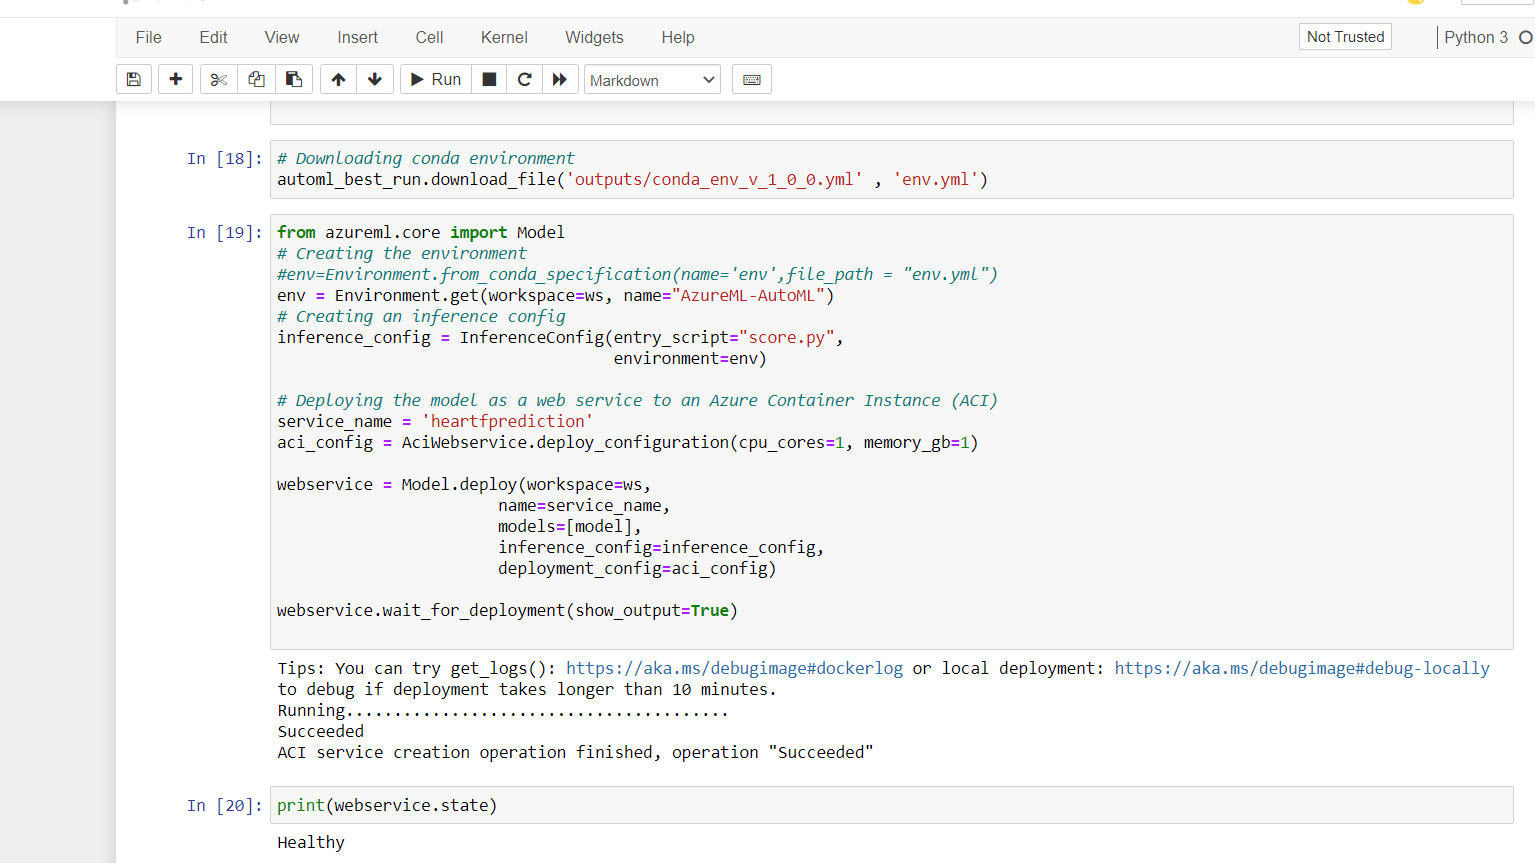 File Edit View Insert Cell Kernel Widgets Help Not Trusted Python 3
Run Markdown
In [18]: # Downloading conda environment
automl_best_run.download_file('outputs/conda_env_v_1_0_0.yml' , 'env.yml')
In [19]: from azureml.core import Model
# Creating the environment
#env=Environment.from_conda_specification(name='env',file_path = "env.yml")
env = Environment.get(workspace=ws, name="AzureML-AutoML")
# Creating an inference config
inference_config = InferenceConfig(entry_script="score.py",
environment=env)
# Deploying the model as a web service to an Azure Container Instance (ACI)
service_name = 'heartfprediction'
aci_config = AciWebservice.deploy_configuration(cpu_cores=1, memory_gb=1)
webservice = Model.deploy(workspace=ws,
name=service_name,
models=[model],
inference_config=inference_config,
deployment_config=aci_config)
webservice.wait_for_deployment(show_output=True)
Tips: You can try get_logs(): https://aka.ms/debugimage#dockerlog or local deployment: https://aka.ms/debugimage#debug-locally
to debug if deployment takes longer than 10 minutes.
Running........................................
Succeeded
ACI service creation operation finished, operation "Succeeded"
In [20]: print(webservice.state)
Healthy